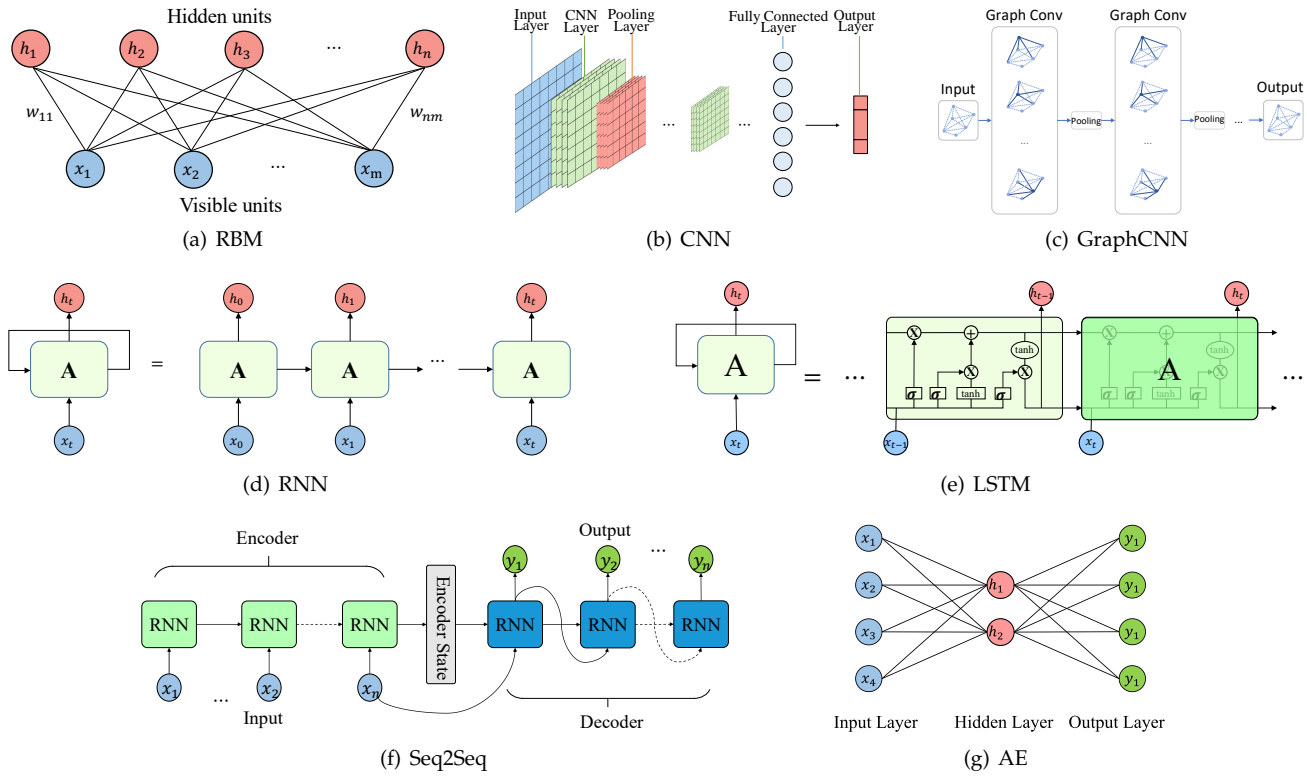 Hidden units
h₁ h₂ h₃ ... hₙ
w₁₁ wₙₘ
x₁ x₂ ... xₘ
Visible units
(a) RBM
Input Layer
CNN Layer
Pooling Layer
Fully Connected Layer
Output Layer
... ...
(b) CNN
Graph Conv Graph Conv
Input Output
Pooling Pooling ...
... ...
(c) GraphCNN
hₜ h₀ h₁ hₜ
A = A A ... A
xₜ x₀ x₁ xₜ
(d) RNN
hₜ hₜ₋₁ hₜ
X + X +
tanh tanh
A = ... X X A X ...
σ σ tanh σ σ σ tanh σ
xₜ xₜ₋₁ xₜ
(e) LSTM
Encoder
Output
y₁ y₂ ... yₙ
RNN RNN RNN
Encoder State
RNN RNN RNN
x₁ ... x₂ xₙ
Input
Decoder
(f) Seq2Seq
x₁ y₁
x₂ h₁ y₁
x₃ h₂ y₁
x₄ y₁
Input Layer Hidden Layer Output Layer
(g) AE